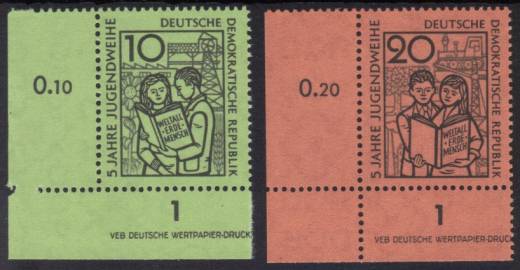 DEUTSCHE
10
DEMOKRATISCHE REPUBLIK
5 JAHRE JUGENDWEIHE
WELTALL
·ERDE·
MENSCH
0.10
1
VEB DEUTSCHE WERTPAPIER-DRUCK
DEUTSCHE
20
DEMOKRATISCHE REPUBLIK
5 JAHRE JUGENDWEIHE
WELTALL
·ERDE·
MENSCH
0.20
1
VEB DEUTSCHE WERTPAPIER-DRUCK